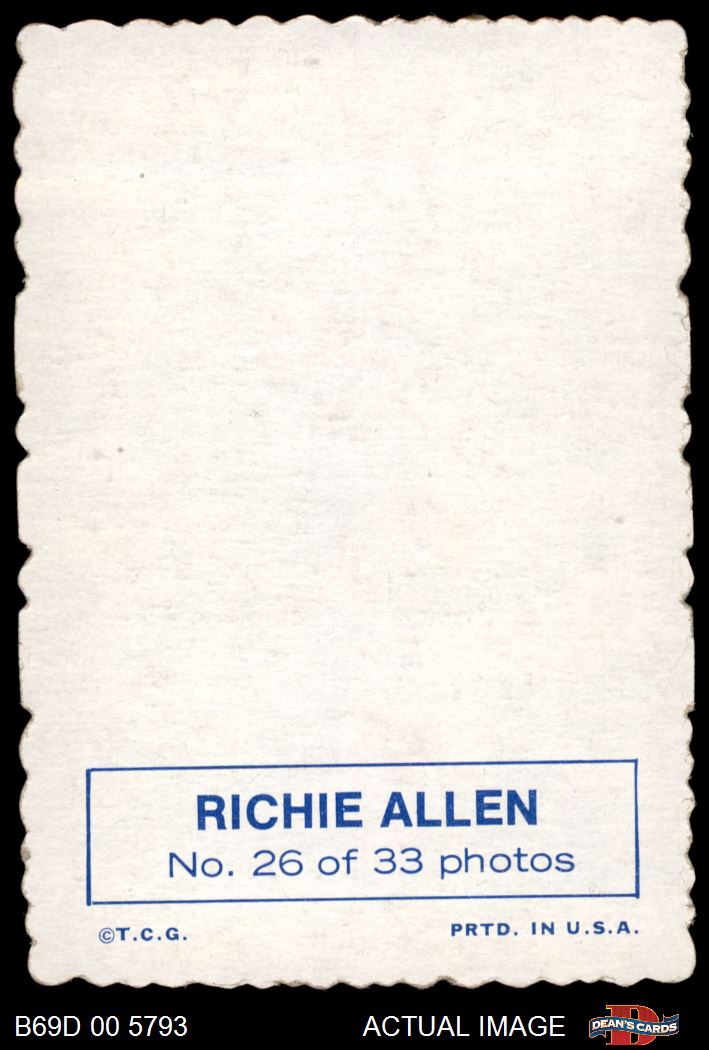 RICHIE ALLEN
No. 26 of 33 photos
©T.C.G. PRTD. IN U.S.A.
B69D 00 5793 ACTUAL IMAGE DEAN'S CARDS